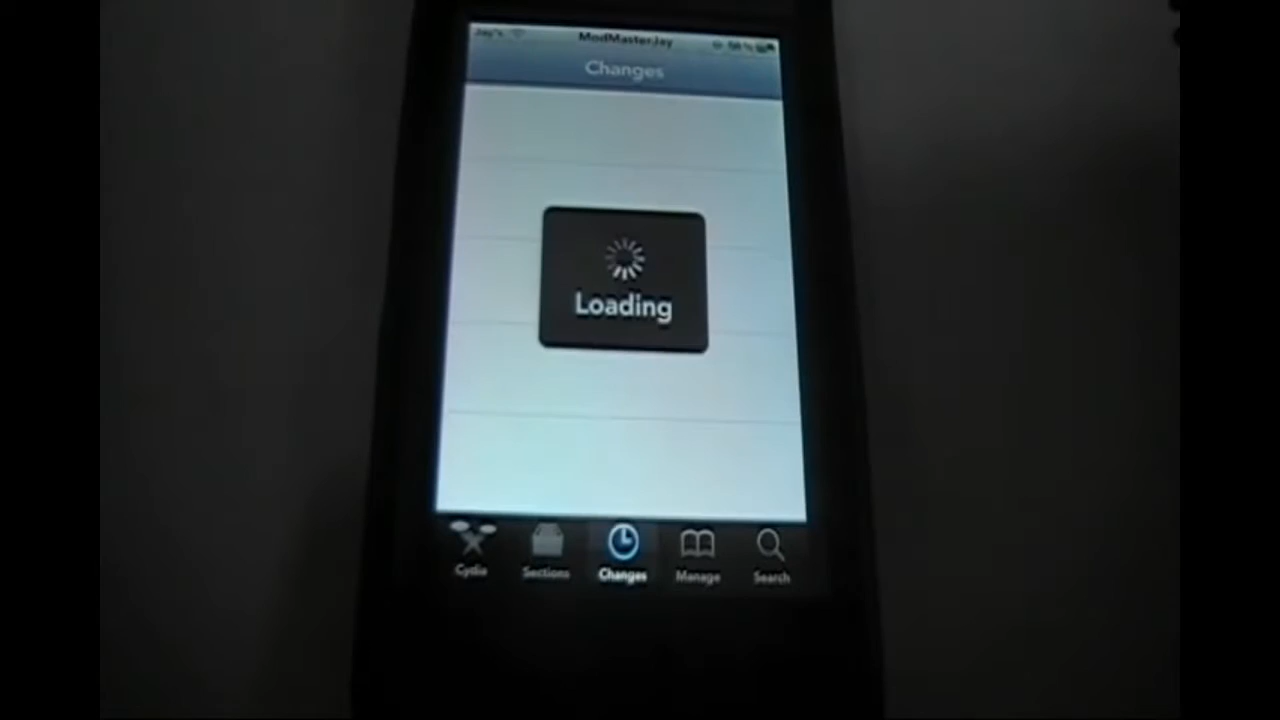 Jay's ModMasterJay
Changes
Loading
Cydia Sections Changes Manage Search